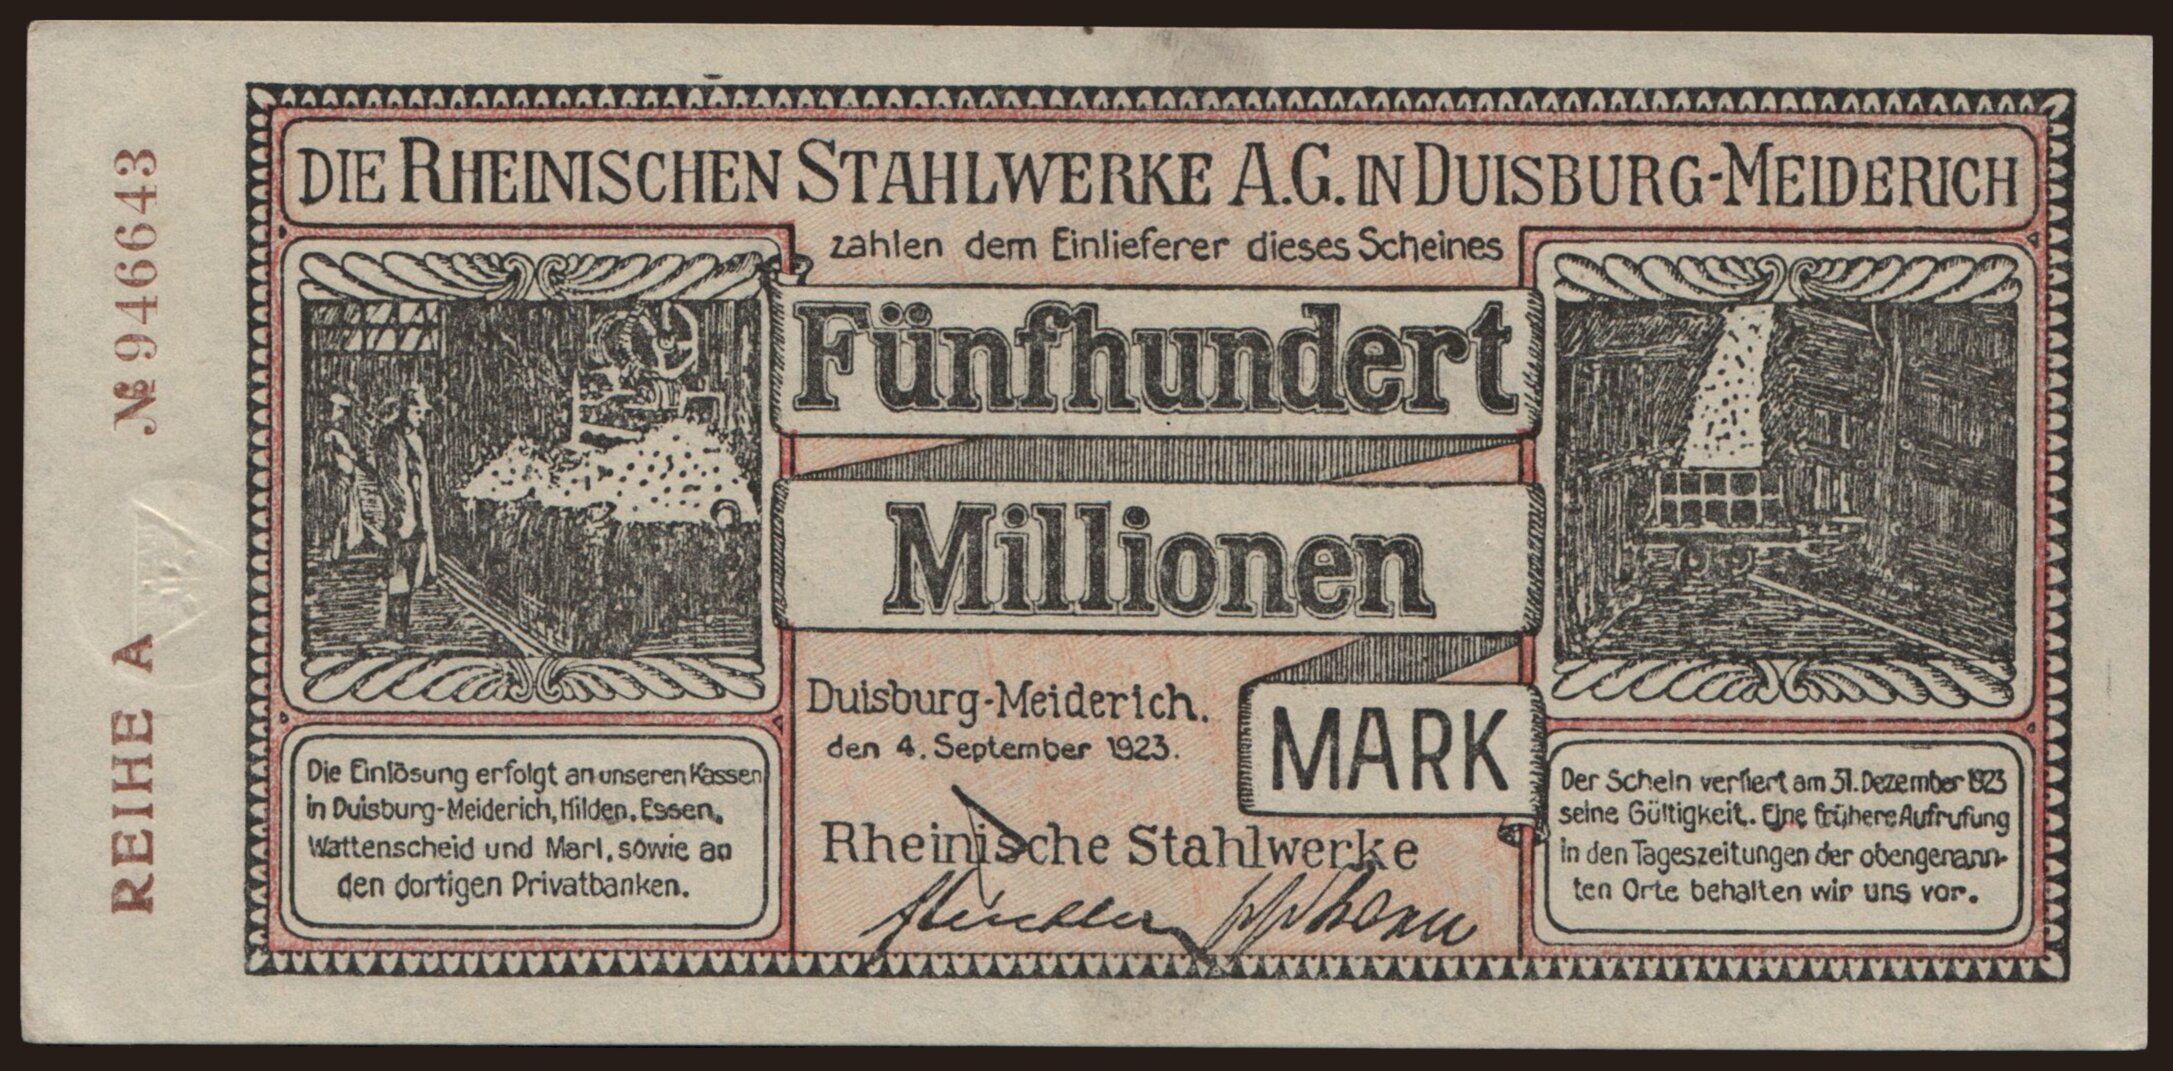 № 946643
REIHE A
DIE RHEINISCHEN STAHLWERKE A.G. IN DUISBURG-MEIDERICH
zahlen dem Einlieferer dieses Scheines
Fünfhundert
Millionen
MARK
Duisburg-Meiderich.
den 4. September 1923.
Rheinische Stahlwerke
Die Einlösung erfolgt an unseren Kassen
in Duisburg-Meiderich, Hilden, Essen,
Wattenscheid und Marl, sowie an
den dortigen Privatbanken.
Der Schein verliert am 31. Dezember 1923
seine Gültigkeit. Eine frühere Aufrufung
in den Tageszeitungen der obengenann-
ten Orte behalten wir uns vor.